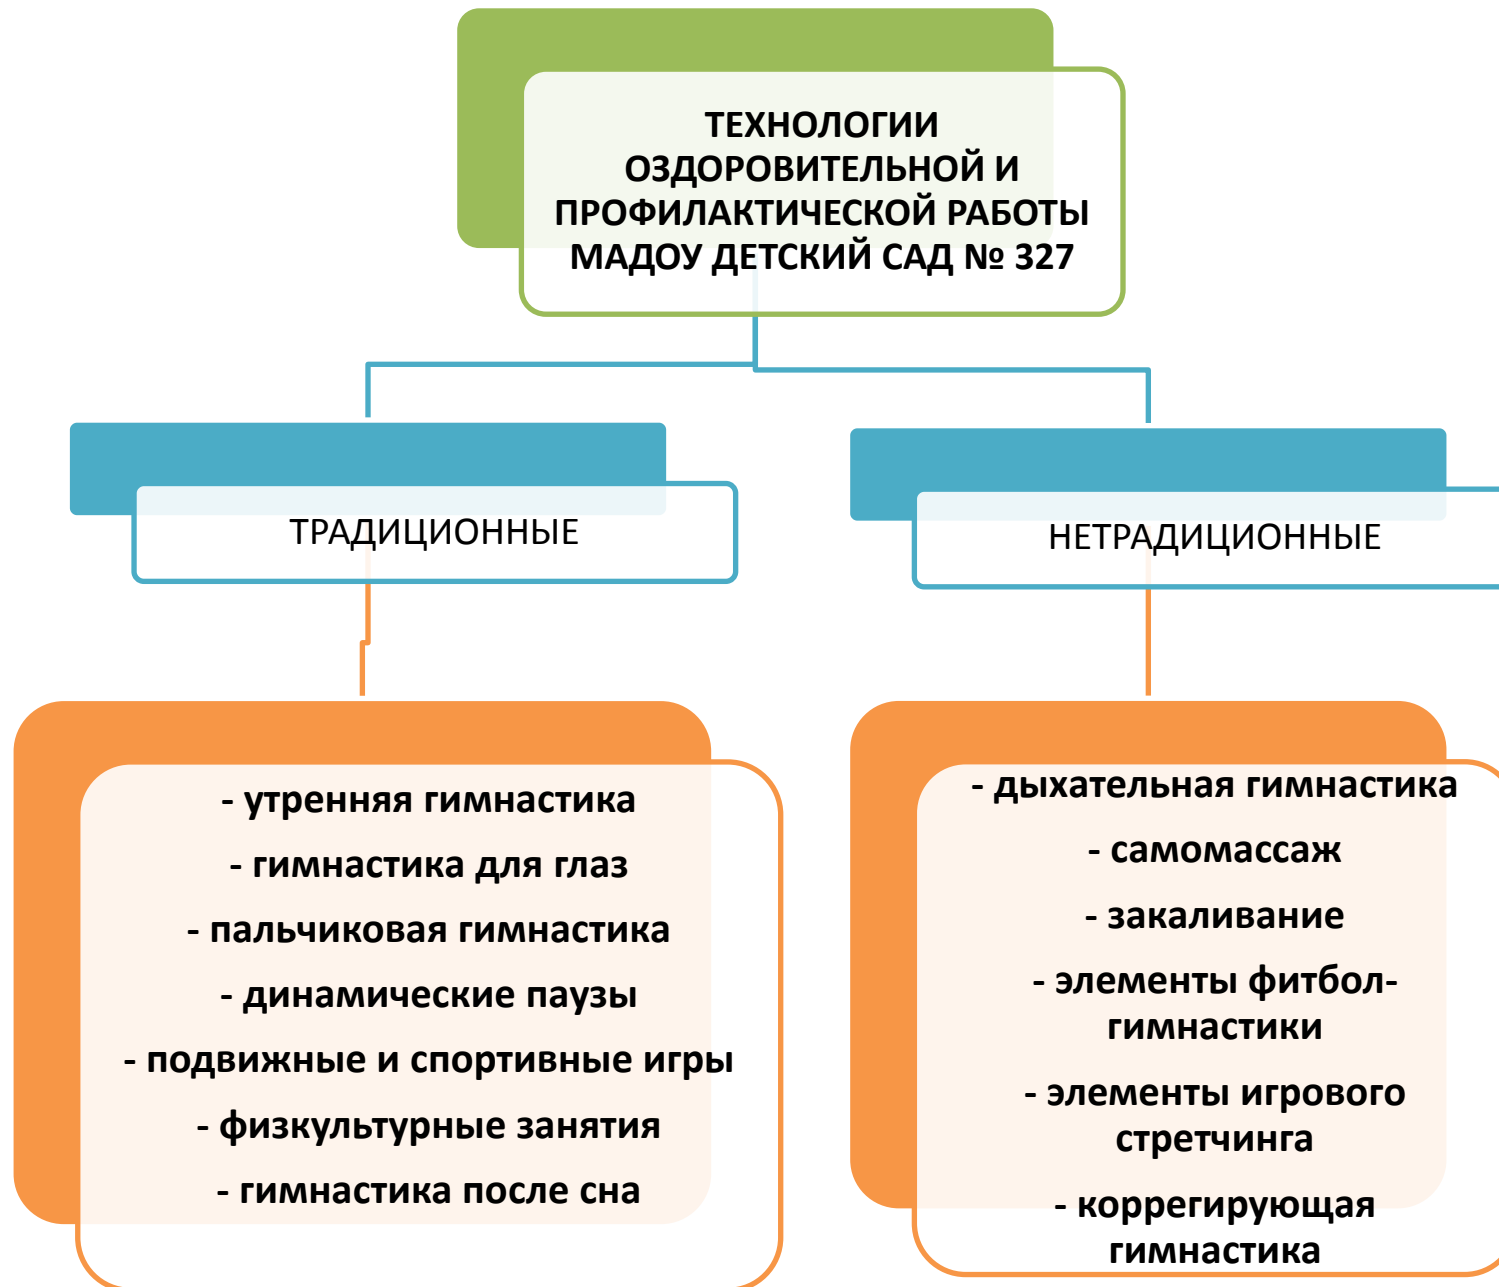 ТЕХНОЛОГИИ
ОЗДОРОВИТЕЛЬНОЙ И
ПРОФИЛАКТИЧЕСКОЙ РАБОТЫ
МАДОУ ДЕТСКИЙ САД № 327
ТРАДИЦИОННЫЕ
- утренняя гимнастика
- гимнастика для глаз
- пальчиковая гимнастика
- динамические паузы
- подвижные и спортивные игры
- физкультурные занятия
- гимнастика после сна
НЕТРАДИЦИОННЫЕ
- дыхательная гимнастика
- самомассаж
- закаливание
- элементы фитбол-
гимнастики
- элементы игрового
стретчинга
- коррегирующая
гимнастика